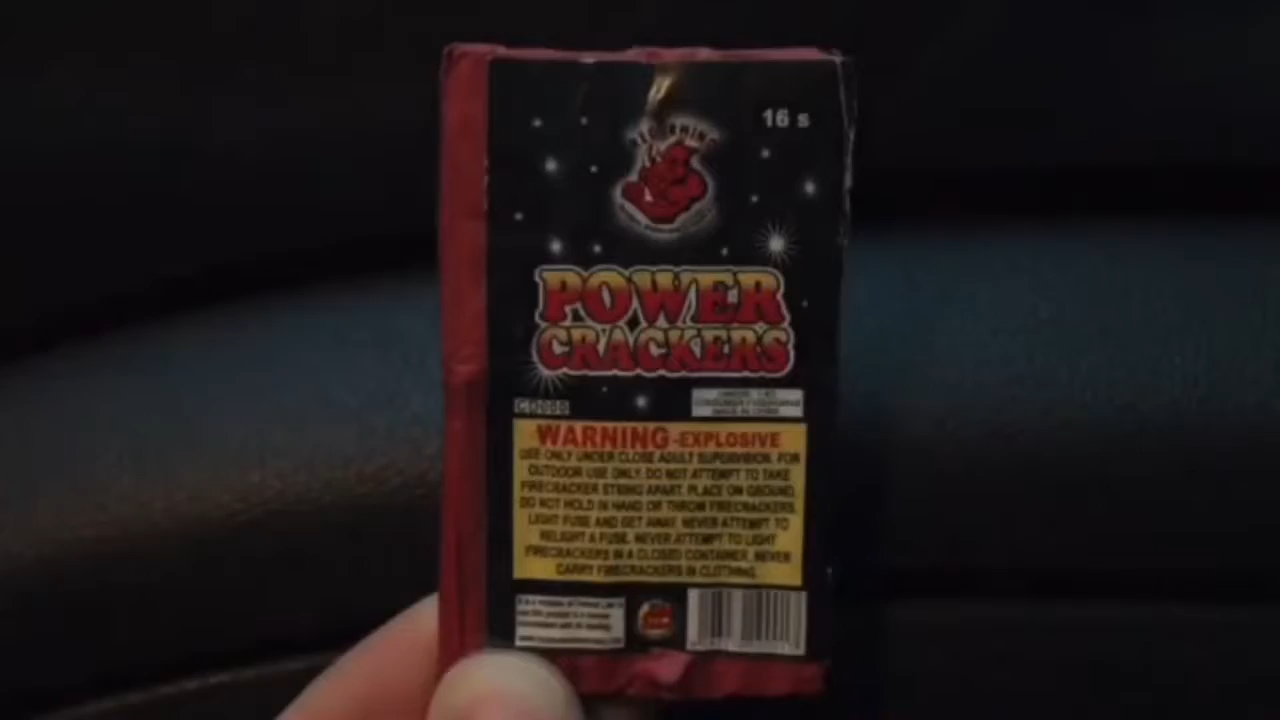 RED RHINO
16 s
POWER
CRACKERS
WARNING-EXPLOSIVE
USE ONLY UNDER CLOSE ADULT SUPERVISION. FOR
OUTDOOR USE ONLY. DO NOT ATTEMPT TO TAKE
FIRECRACKER STRING APART. PLACE ON GROUND.
DO NOT HOLD IN HAND OR THROW FIRECRACKERS.
LIGHT FUSE AND GET AWAY. NEVER ATTEMPT TO
RELIGHT A FUSE. NEVER ATTEMPT TO LIGHT
FIRECRACKERS IN A CLOSED CONTAINER. NEVER
CARRY FIRECRACKERS IN CLOTHING.